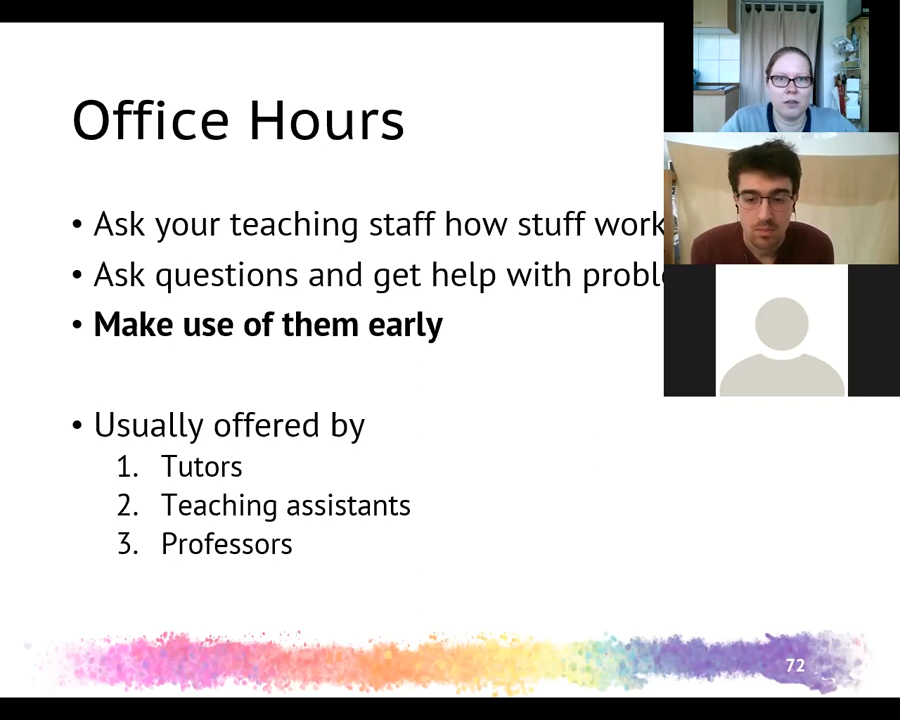 Office Hours
• Ask your teaching staff how stuff work
• Ask questions and get help with
• Make use of them early
• Usually offered by
1. Tutors
2. Teaching assistants
3. Professors
72